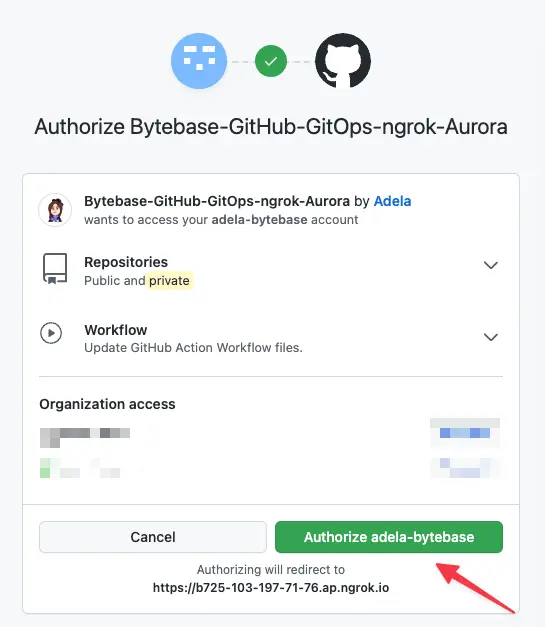 Authorize Bytebase-GitHub-GitOps-ngrok-Aurora
Bytebase-GitHub-GitOps-ngrok-Aurora by Adela
wants to access your adela-bytebase account
Repositories
Public and private
Workflow
Update GitHub Action Workflow files.
Organization access
Cancel
Authorize adela-bytebase
Authorizing will redirect to
https://b725-103-197-71-76.ap.ngrok.io